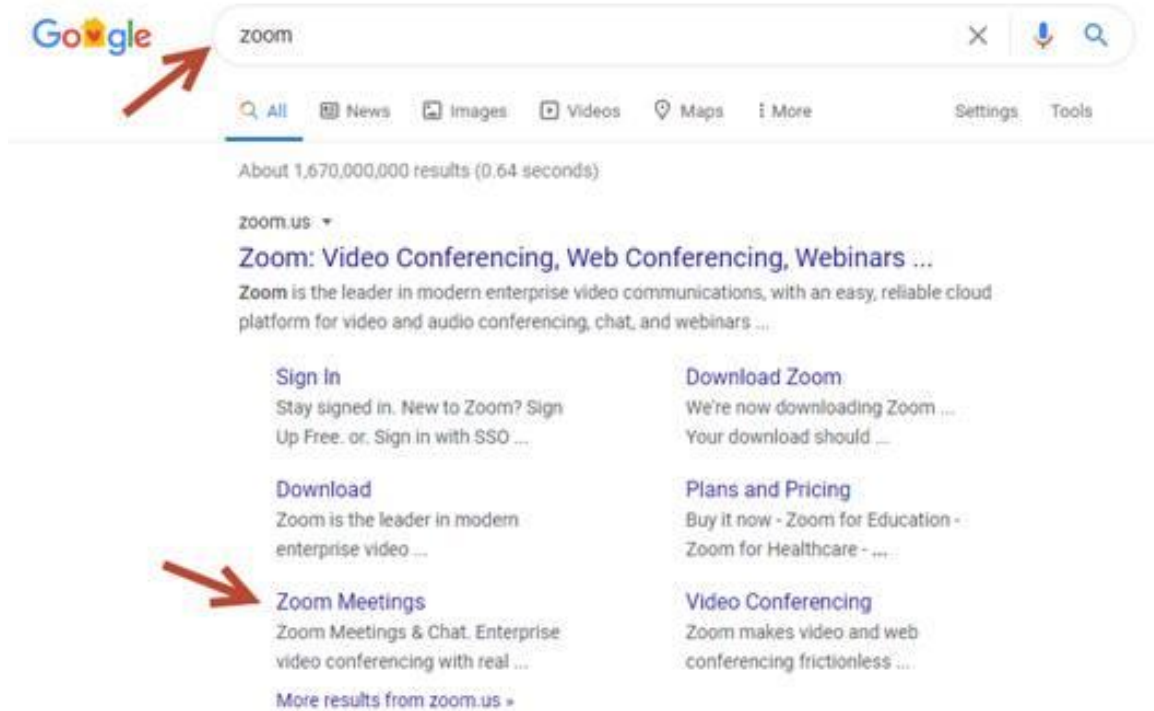 Google
zoom
All News Images Videos Maps More Settings Tools
About 1,670,000,000 results (0.64 seconds)
zoom.us
Zoom: Video Conferencing, Web Conferencing, Webinars ...
Zoom is the leader in modern enterprise video communications, with an easy, reliable cloud
platform for video and audio conferencing, chat, and webinars ...
Sign In
Stay signed in. New to Zoom? Sign
Up Free. or. Sign in with SSO ...
Download Zoom
We're now downloading Zoom ...
Your download should ...
Download
Zoom is the leader in modern
enterprise video ...
Plans and Pricing
Buy it now - Zoom for Education -
Zoom for Healthcare - ...
Zoom Meetings
Zoom Meetings & Chat. Enterprise
video conferencing with real ...
Video Conferencing
Zoom makes video and web
conferencing frictionless ...
More results from zoom.us »